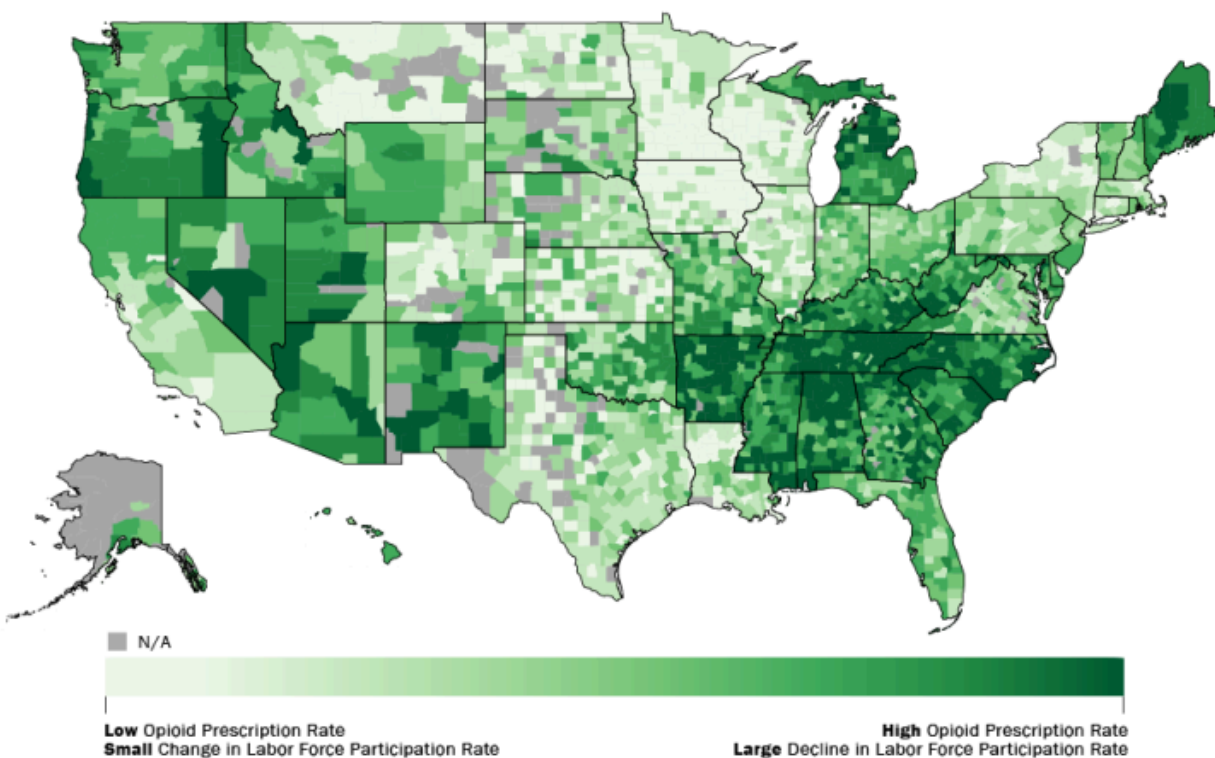 N/A
Low Opioid Prescription Rate
Small Change in Labor Force Participation Rate
High Opioid Prescription Rate
Large Decline in Labor Force Participation Rate